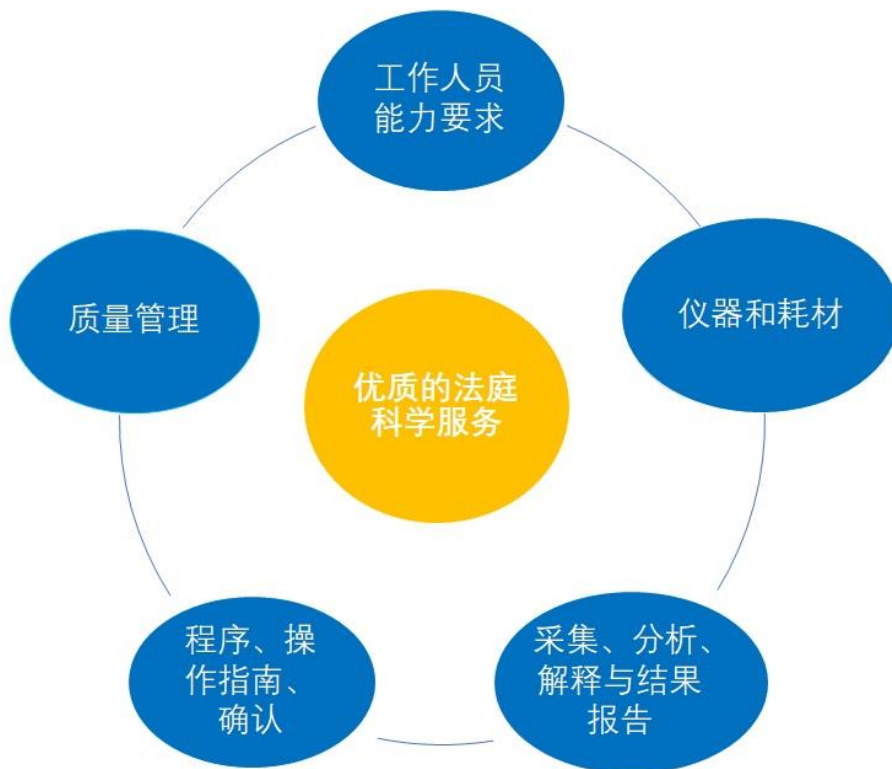 工作人员
能力要求
质量管理
仪器和耗材
优质的法庭
科学服务
程序、操
作指南、
确认
采集、分析、
解释与结果
报告